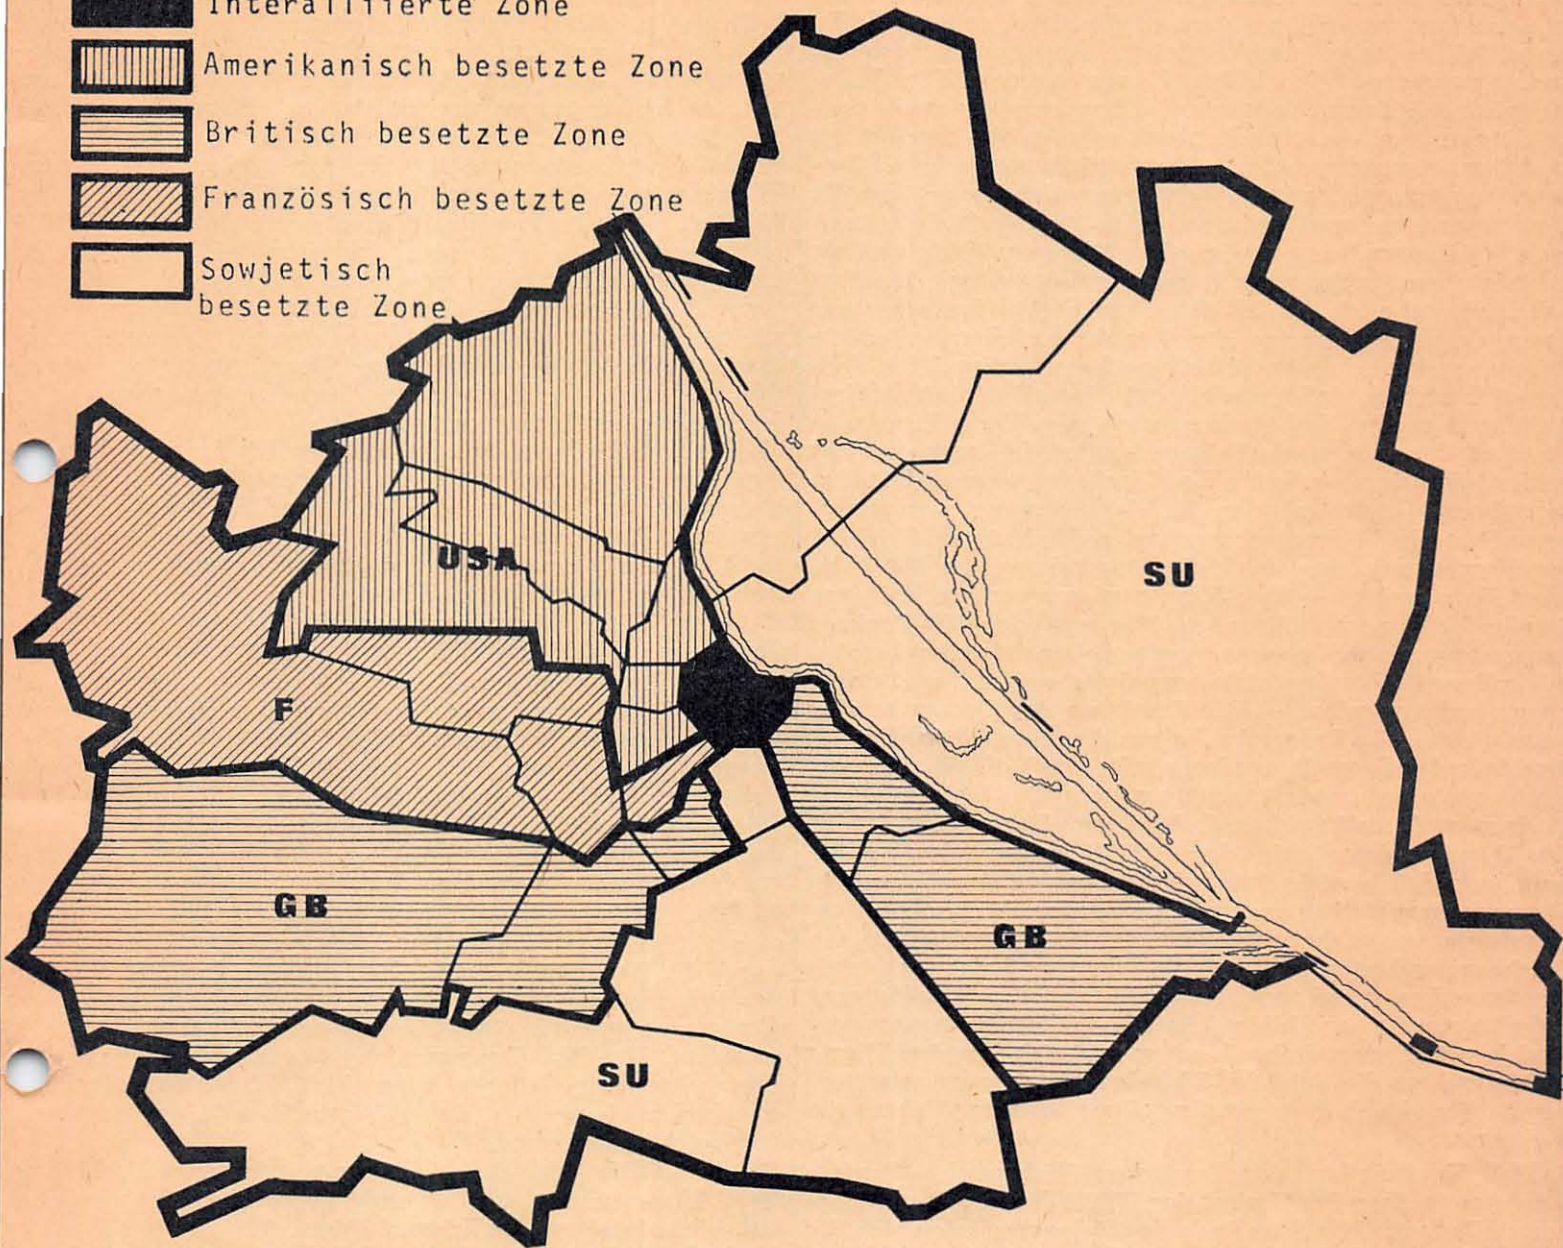 Interalliierte Zone
Amerikanisch besetzte Zone
Britisch besetzte Zone
Französisch besetzte Zone
Sowjetisch
besetzte Zone
USA
SU
F
GB
GB
SU